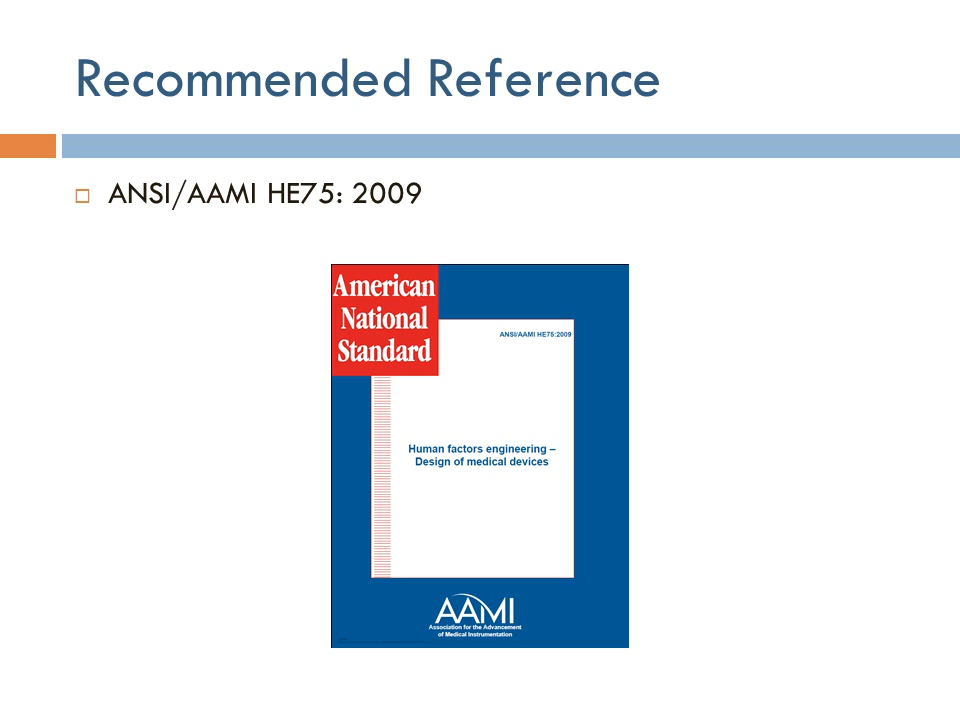 Recommended Reference
ANSI/AAMI HE75: 2009
American
National
Standard
ANSI/AAMI HE75:2009
Human factors engineering –
Design of medical devices
AAMI
Association for the Advancement
of Medical Instrumentation